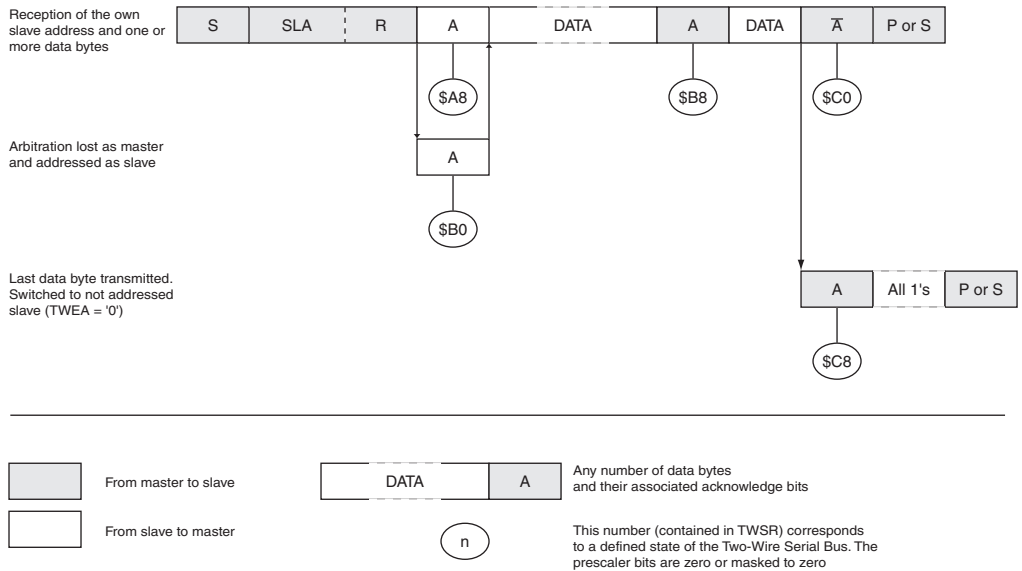 Reception of the own
slave address and one or
more data bytes
S SLA R A DATA A DATA A̅ P or S
$A8 $B8 $C0
Arbitration lost as master
and addressed as slave
A
$B0
Last data byte transmitted.
Switched to not addressed
slave (TWEA = '0')
A All 1's P or S
$C8
From master to slave
From slave to master
DATA A
Any number of data bytes
and their associated acknowledge bits
n
This number (contained in TWSR) corresponds
to a defined state of the Two-Wire Serial Bus. The
prescaler bits are zero or masked to zero